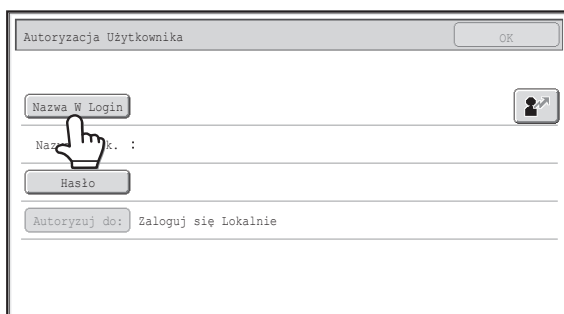 Autoryzacja Użytkownika OK
Nazwa W Login
k. :
Hasło
Autoryzuj do: Zaloguj się Lokalnie